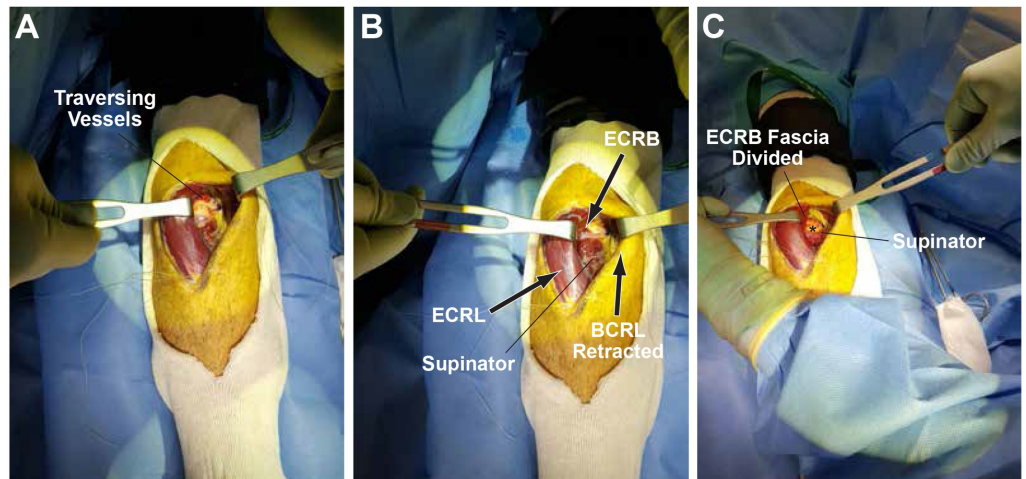 A
Traversing
Vessels
B
ECRB
ECRL
Supinator
BCRL
Retracted
C
ECRB Fascia
Divided
*
Supinator